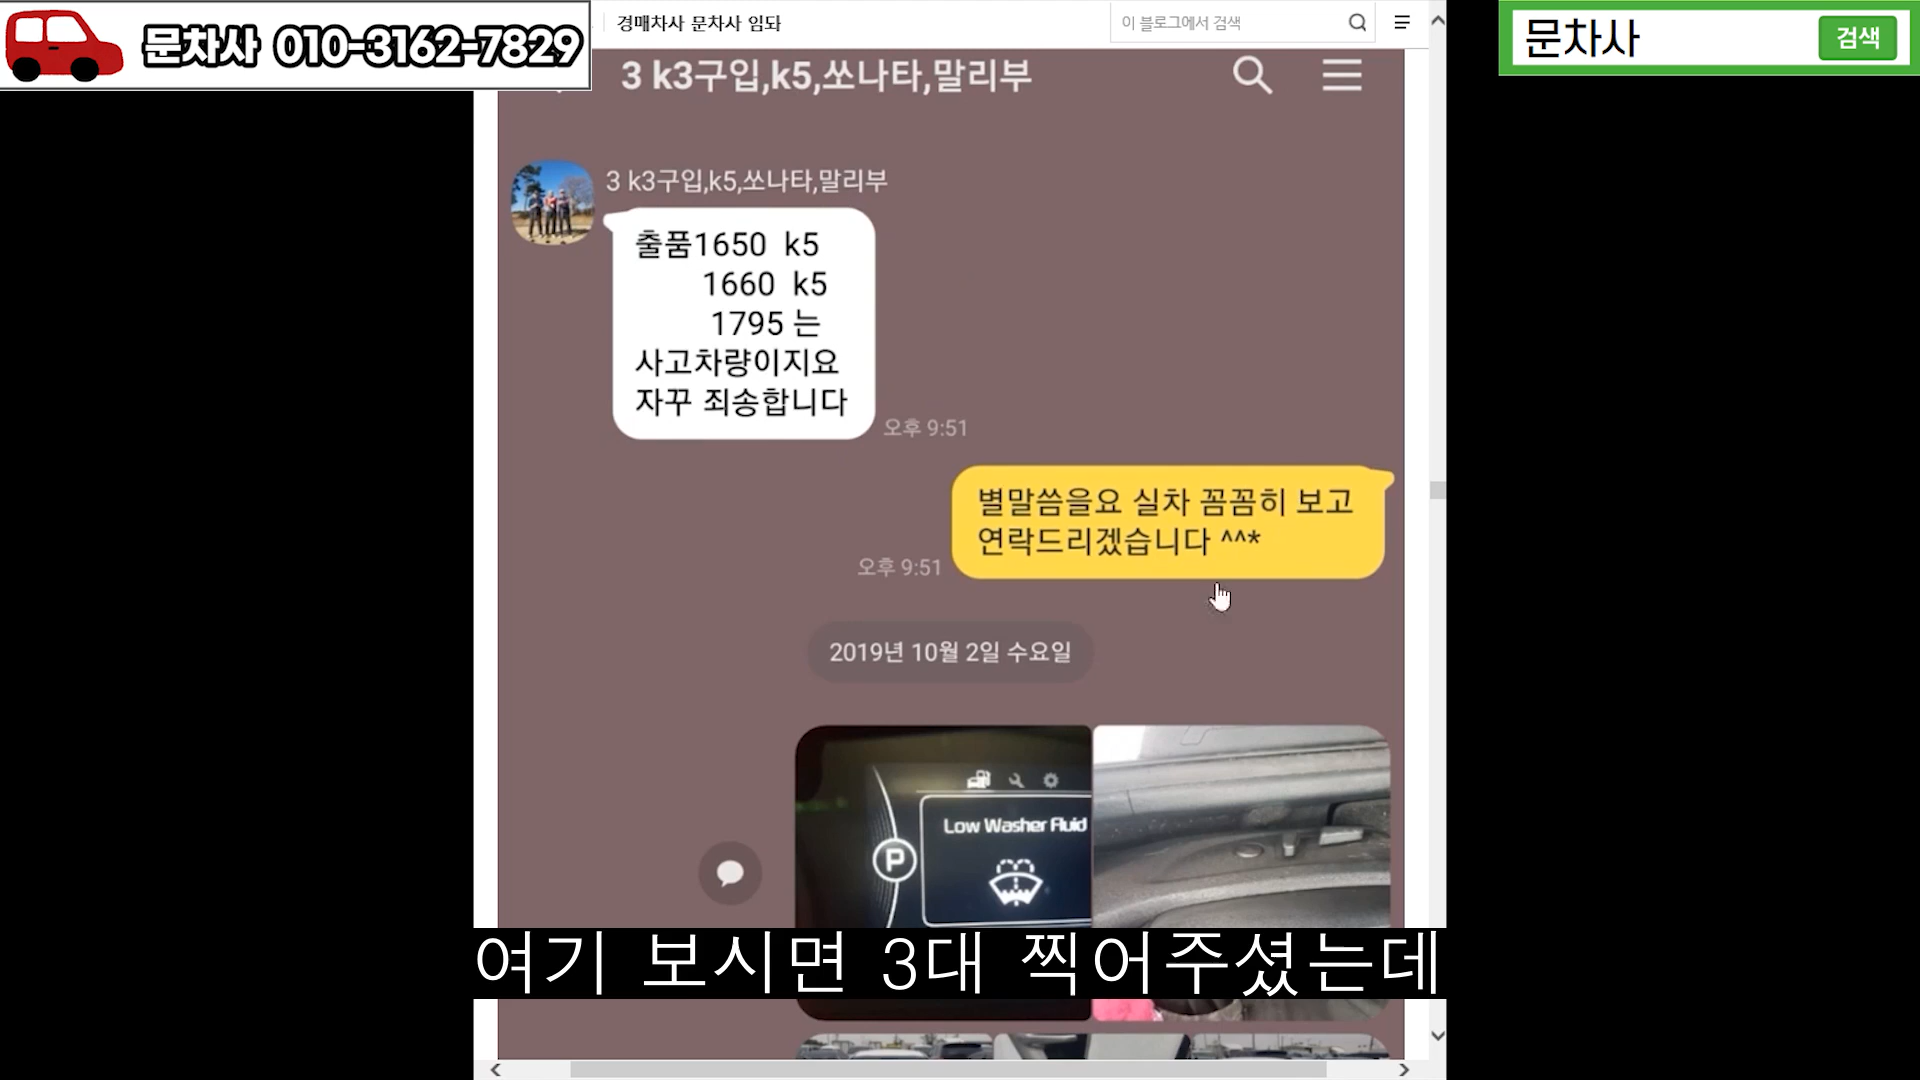 문차사 010-3162-7829
경매차사 문차사 임돠
이 블로그에서 검색
문차사
검색
3 k3구입,k5,쏘나타,말리부
3 k3구입,k5,쏘나타,말리부
출품1650 k5
1660 k5
1795 는
사고차량이지요
자꾸 죄송합니다
오후 9:51
별말씀을요 실차 꼼꼼히 보고
연락드리겠습니다 ^^*
오후 9:51
2019년 10월 2일 수요일
Low Washer Fluid
P
여기 보시면 3대 찍어주셨는데